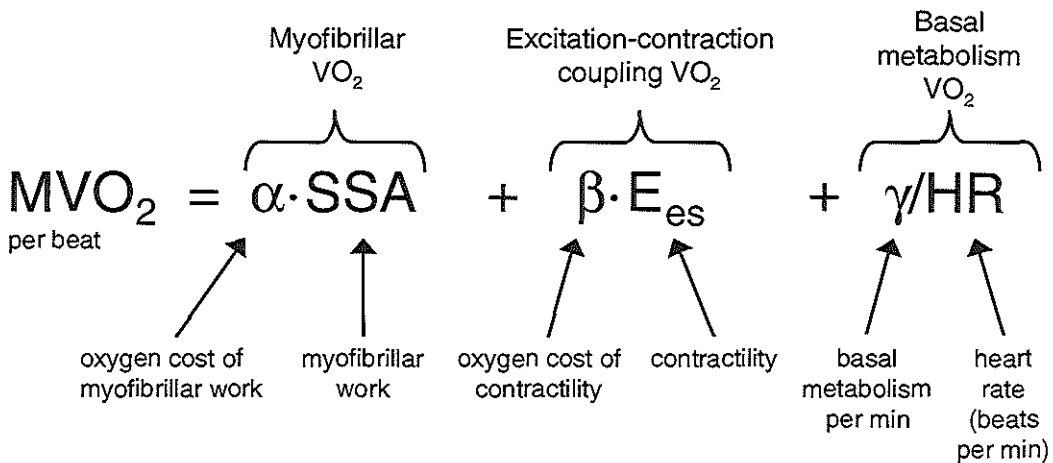 Myofibrillar
VO₂
Excitation-contraction
coupling VO₂
Basal
metabolism
VO₂
MVO₂ = α·SSA + β·E_es + γ/HR
per beat
oxygen cost of
myofibrillar work
myofibrillar
work
oxygen cost of
contractility
contractility
basal
metabolism
per min
heart
rate
(beats
per min)